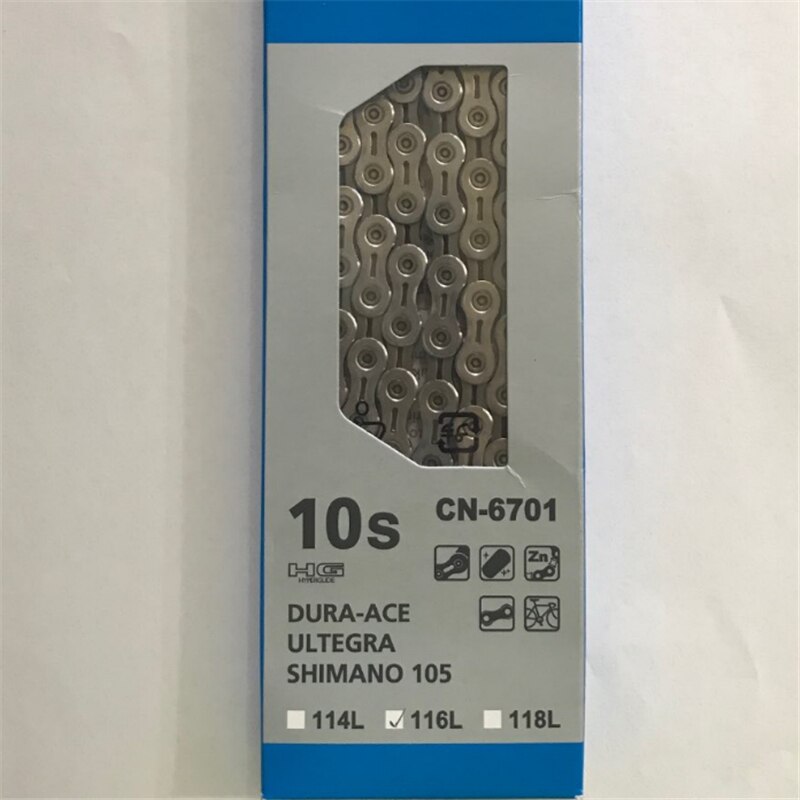 10s CN-6701
HG
HYPERGLIDE
Zn
DURA-ACE
ULTEGRA
SHIMANO 105
114L 116L 118L